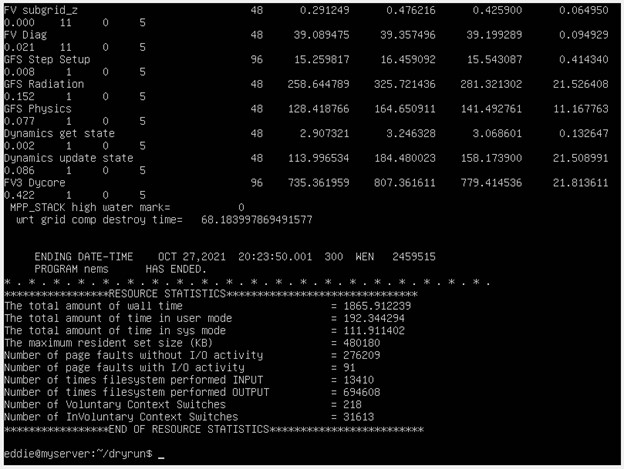 FV subgrid_z 48 0.291249 0.476216 0.425900 0.064950
0.000 11 0 5
FV Diag 48 39.089475 39.357496 39.199289 0.094929
0.021 11 0 5
GFS Step Setup 96 15.259817 16.459092 15.543087 0.414340
0.008 1 0 5
GFS Radiation 48 258.644789 325.721436 281.321302 21.526408
0.152 1 0 5
GFS Physics 48 128.418766 164.650911 141.492761 11.167763
0.077 1 0 5
Dynamics get state 48 2.907321 3.246328 3.068601 0.132647
0.002 1 0 5
Dynamics update state 48 113.996534 184.480023 158.173900 21.508991
0.086 1 0 5
FV3 Dycore 96 735.361959 807.361611 779.414536 21.813611
0.422 1 0 5
MPP_STACK high water mark= 0
wrt grid comp destroy time= 68.183997869491577
ENDING DATE-TIME OCT 27,2021 20:23:50.001 300 WEN 2459515
PROGRAM nems HAS ENDED.
* . * . * . * . * . * . * . * . * . * . * . * . * . * . * . * . * . * . * . * .
*****************RESOURCE STATISTICS*******************************
The total amount of wall time = 1865.912239
The total amount of time in user mode = 192.344294
The total amount of time in sys mode = 111.911402
The maximum resident set size (KB) = 480180
Number of page faults without I/O activity = 276209
Number of page faults with I/O activity = 91
Number of times filesystem performed INPUT = 13410
Number of times filesystem performed OUTPUT = 694608
Number of Voluntary Context Switches = 218
Number of InVoluntary Context Switches = 31613
*****************END OF RESOURCE STATISTICS*************************
eddie@myserver:~/dryrun$ _